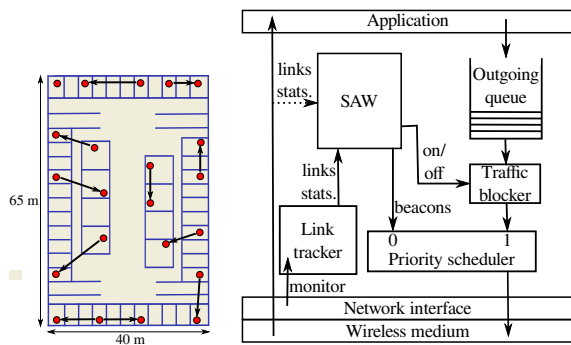 65 m
40 m
Application
links
stats.
SAW
Outgoing
queue
on/
off
links
stats.
Traffic
blocker
beacons
Link
tracker
0
1
Priority scheduler
monitor
Network interface
Wireless medium